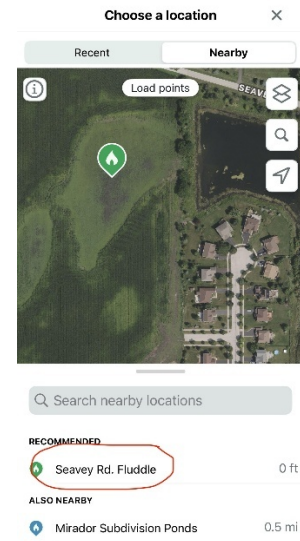 Choose a location
Recent
Nearby
Load points
SEAV
Search nearby locations
RECOMMENDED
Seavey Rd. Fluddle
0 ft
ALSO NEARBY
Mirador Subdivision Ponds
0.5 mi